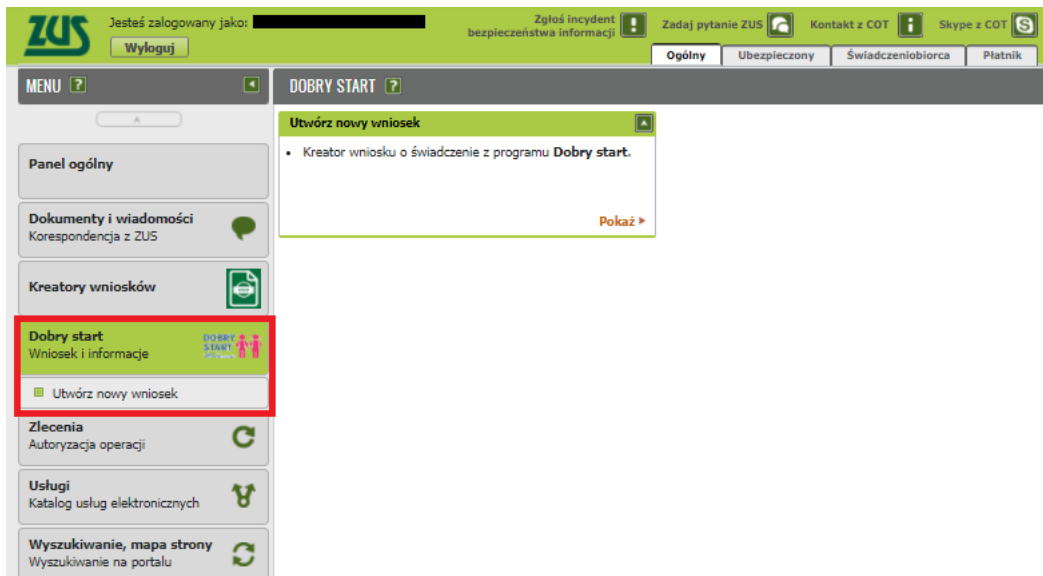 ZUS
Jesteś zalogowany jako:
Wyloguj
Zgłoś incydent
bezpieczeństwa informacji
Zadaj pytanie ZUS
Kontakt z COT
Skype z COT
Ogólny
Ubezpieczony
Świadczeniobiorca
Płatnik
MENU ?
DOBRY START ?
Utwórz nowy wniosek
• Kreator wniosku o świadczenie z programu Dobry start.
Pokaż
Panel ogólny
Dokumenty i wiadomości
Korespondencja z ZUS
Kreatory wniosków
Dobry start
Wniosek i informacje
DOBRY
START
Utwórz nowy wniosek
Zlecenia
Autoryzacja operacji
Usługi
Katalog usług elektronicznych
Wyszukiwanie, mapa strony
Wyszukiwanie na portalu